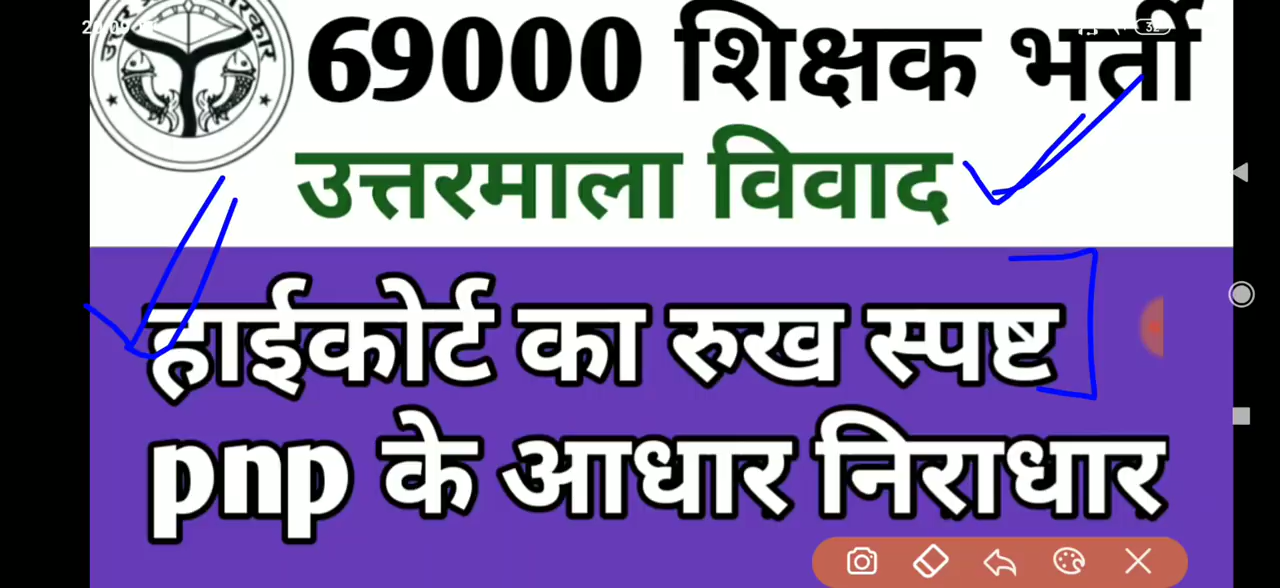 69000 शिक्षक भर्ती
उत्तरमाला विवाद
हाईकोर्ट का रुख स्पष्ट
pnp के आधार निराधार